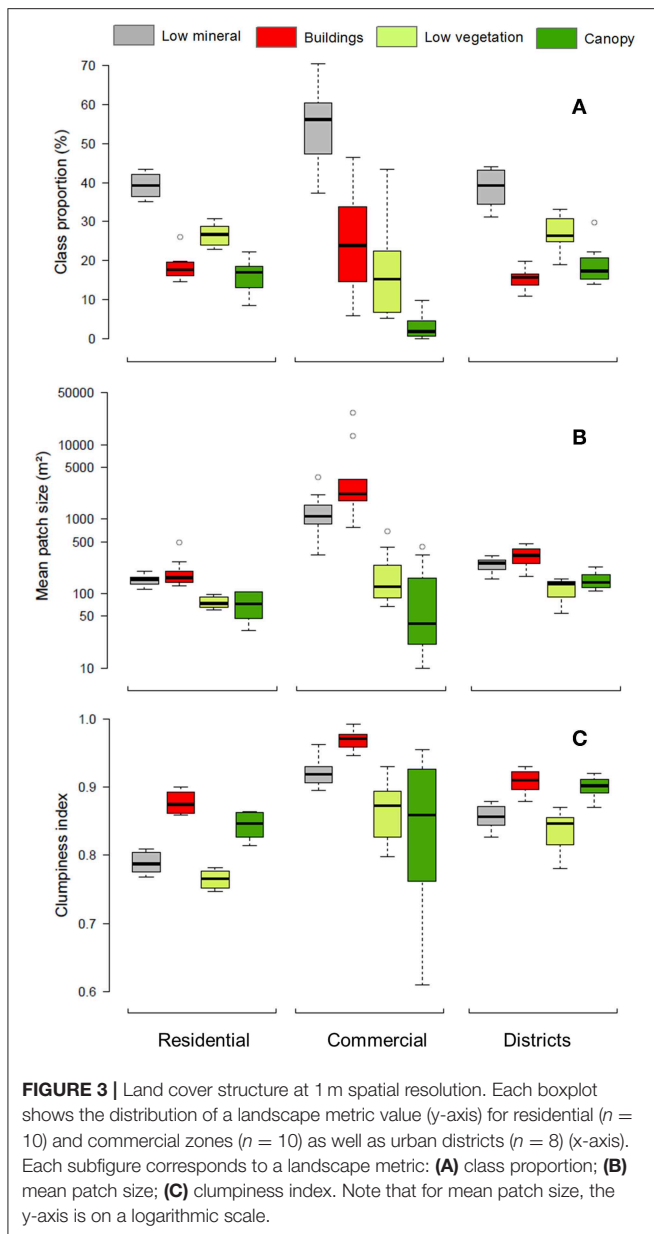 Low mineral Buildings Low vegetation Canopy
A
Class proportion (%)
70
60
50
40
30
20
10
0
B
Mean patch size (m²)
50000
10000
5000
1000
500
100
50
10
C
Clumpiness index
1.0
0.9
0.8
0.7
0.6
Residential Commercial Districts
FIGURE 3 | Land cover structure at 1 m spatial resolution. Each boxplot
shows the distribution of a landscape metric value (y-axis) for residential (n =
10) and commercial zones (n = 10) as well as urban districts (n = 8) (x-axis).
Each subfigure corresponds to a landscape metric: (A) class proportion; (B)
mean patch size; (C) clumpiness index. Note that for mean patch size, the
y-axis is on a logarithmic scale.